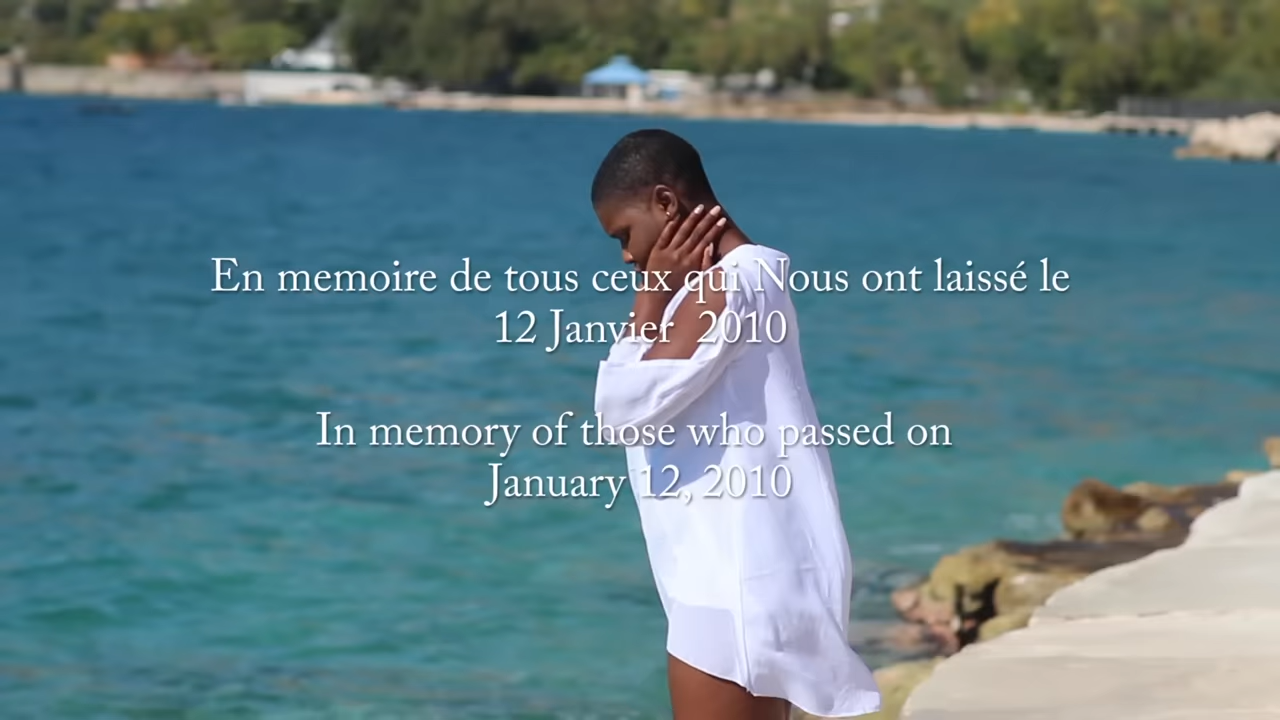 En memoire de tous ceux qui Nous ont laissé le
12 Janvier 2010
In memory of those who passed on
January 12, 2010